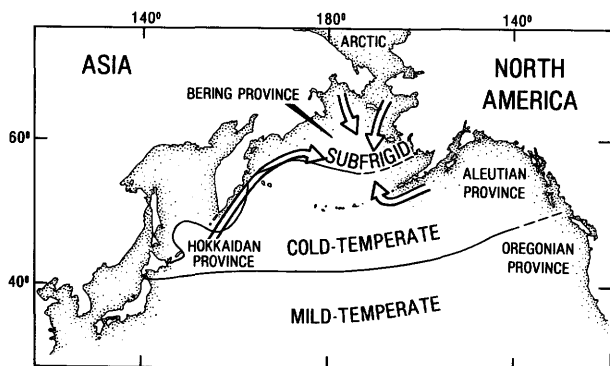 140° 180° 140°
ARCTIC
ASIA
NORTH
AMERICA
BERING PROVINCE
60°
SUBFRIGID
ALEUTIAN
PROVINCE
HOKKAIDAN
PROVINCE
COLD-TEMPERATE
OREGONIAN
PROVINCE
40°
MILD-TEMPERATE